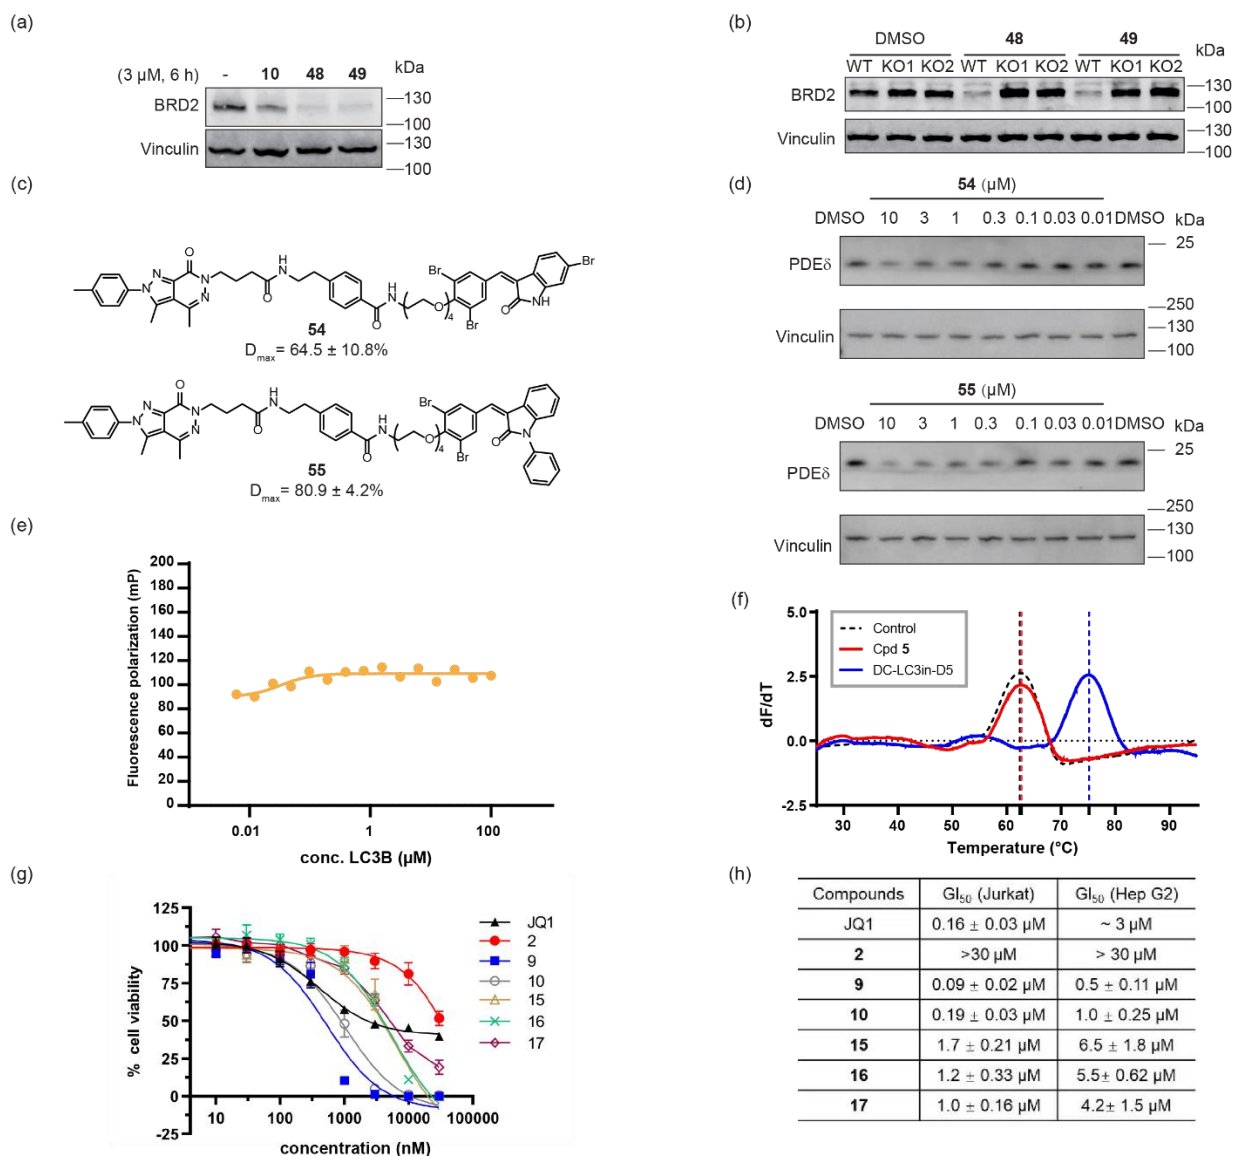 (a)
(3 μM, 6 h) - 10 48 49 kDa
BRD2
130
100
Vinculin
130
100
(b)
DMSO 48 49
kDa
WT KO1 KO2 WT KO1 KO2 WT KO1 KO2
BRD2
130
100
Vinculin
130
100
(c)
O
N
N
N
N
O
H
N
O
N
H
O
4
Br
Br
O
NH
Br
54
Dmax = 64.5 ± 10.8%
O
N
N
N
N
O
H
N
O
N
H
O
4
Br
Br
O
N
55
Dmax = 80.9 ± 4.2%
(d)
54 (μM)
DMSO 10 3 1 0.3 0.1 0.03 0.01 DMSO kDa
PDEδ
25
250
Vinculin
130
100
55 (μM)
DMSO 10 3 1 0.3 0.1 0.03 0.01 DMSO kDa
PDEδ
25
250
Vinculin
130
100
(e)
Fluorescence polarization (mP)
200
180
160
140
120
100
80
60
40
20
0
0.01 1 100
conc. LC3B (μM)
(f)
dF/dT
5.0
2.5
0.0
-2.5
Control
Cpd 5
DC-LC3in-D5
30 40 50 60 70 80 90
Temperature (°C)
(g)
% cell viability
125
100
75
50
25
0
-25
10 100 1000 10000 100000
concentration (nM)
JQ1
2
9
10
15
16
17
(h)
Compounds GI50 (Jurkat) GI50 (Hep G2)
JQ1 0.16 ± 0.03 μM ~ 3 μM
2 >30 μM > 30 μM
9 0.09 ± 0.02 μM 0.5 ± 0.11 μM
10 0.19 ± 0.03 μM 1.0 ± 0.25 μM
15 1.7 ± 0.21 μM 6.5 ± 1.8 μM
16 1.2 ± 0.33 μM 5.5± 0.62 μM
17 1.0 ± 0.16 μM 4.2± 1.5 μM